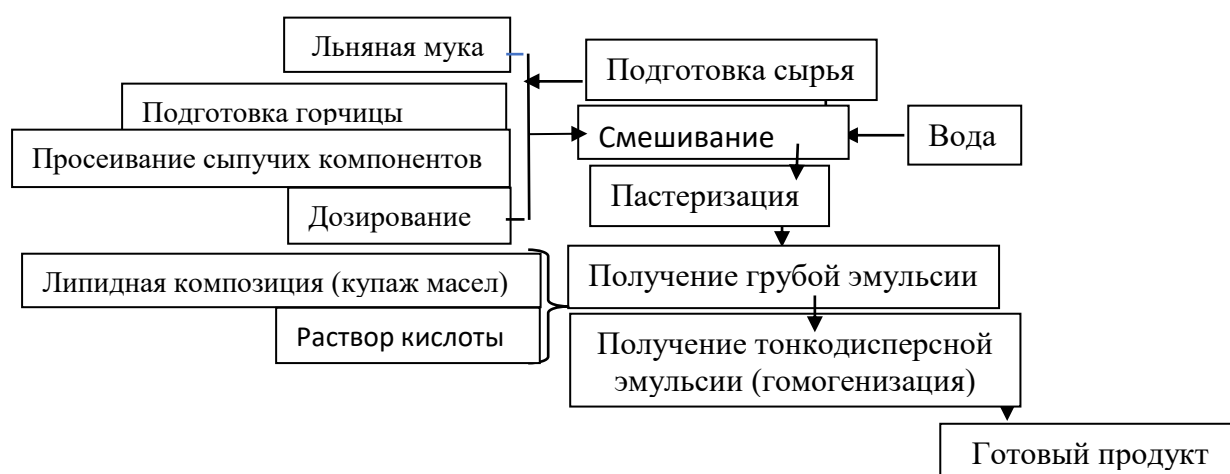 Льняная мука
Подготовка сырья
Подготовка горчицы
Смешивание
Вода
Просеивание сыпучих компонентов
Пастеризация
Дозирование
Липидная композиция (купаж масел)
Получение грубой эмульсии
Раствор кислоты
Получение тонкодисперсной
эмульсии (гомогенизация)
Готовый продукт